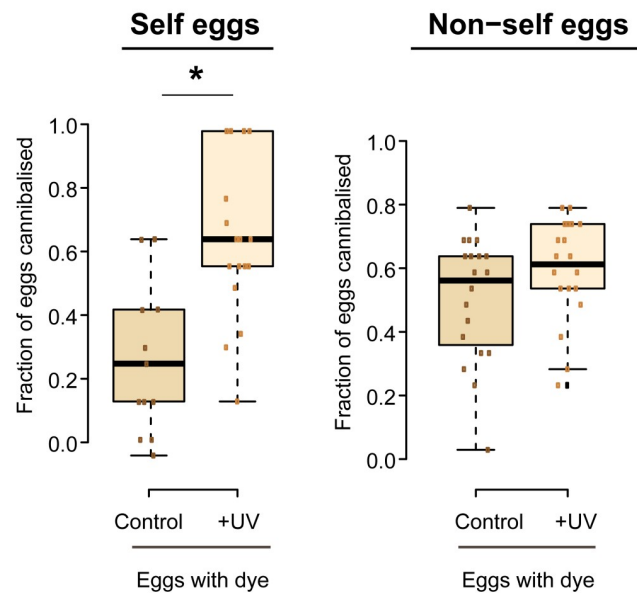 Self eggs
*
Fraction of eggs cannibalised
1.0
0.8
0.6
0.4
0.2
0.0
Control +UV
Eggs with dye
Non-self eggs
Fraction of eggs cannibalised
1.0
0.8
0.6
0.4
0.2
0.0
Control +UV
Eggs with dye